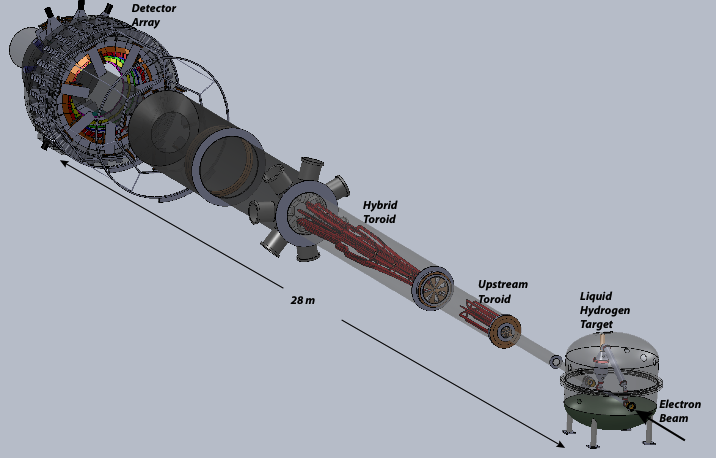 Detector
Array
Hybrid
Toroid
Upstream
Toroid
Liquid
Hydrogen
Target
28 m
Electron
Beam